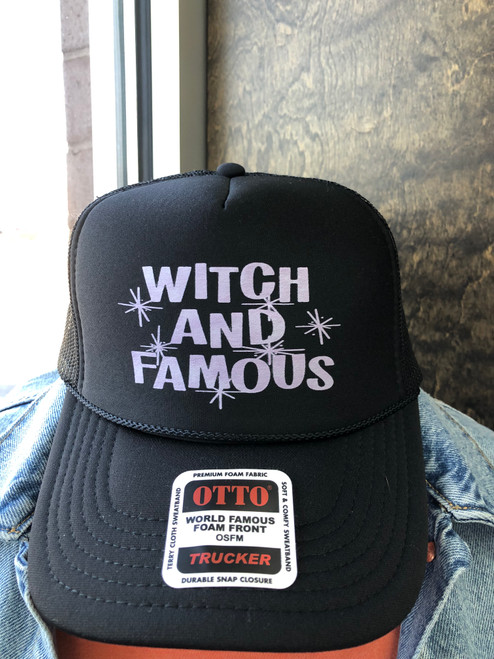 WITCH
AND
FAMOUS
PREMIUM FOAM FABRIC
TERRY CLOTH SWEATBAND
SOFT & COMFY SWEATBAND
OTTO
WORLD FAMOUS
FOAM FRONT
OSFM
TRUCKER
DURABLE SNAP CLOSURE